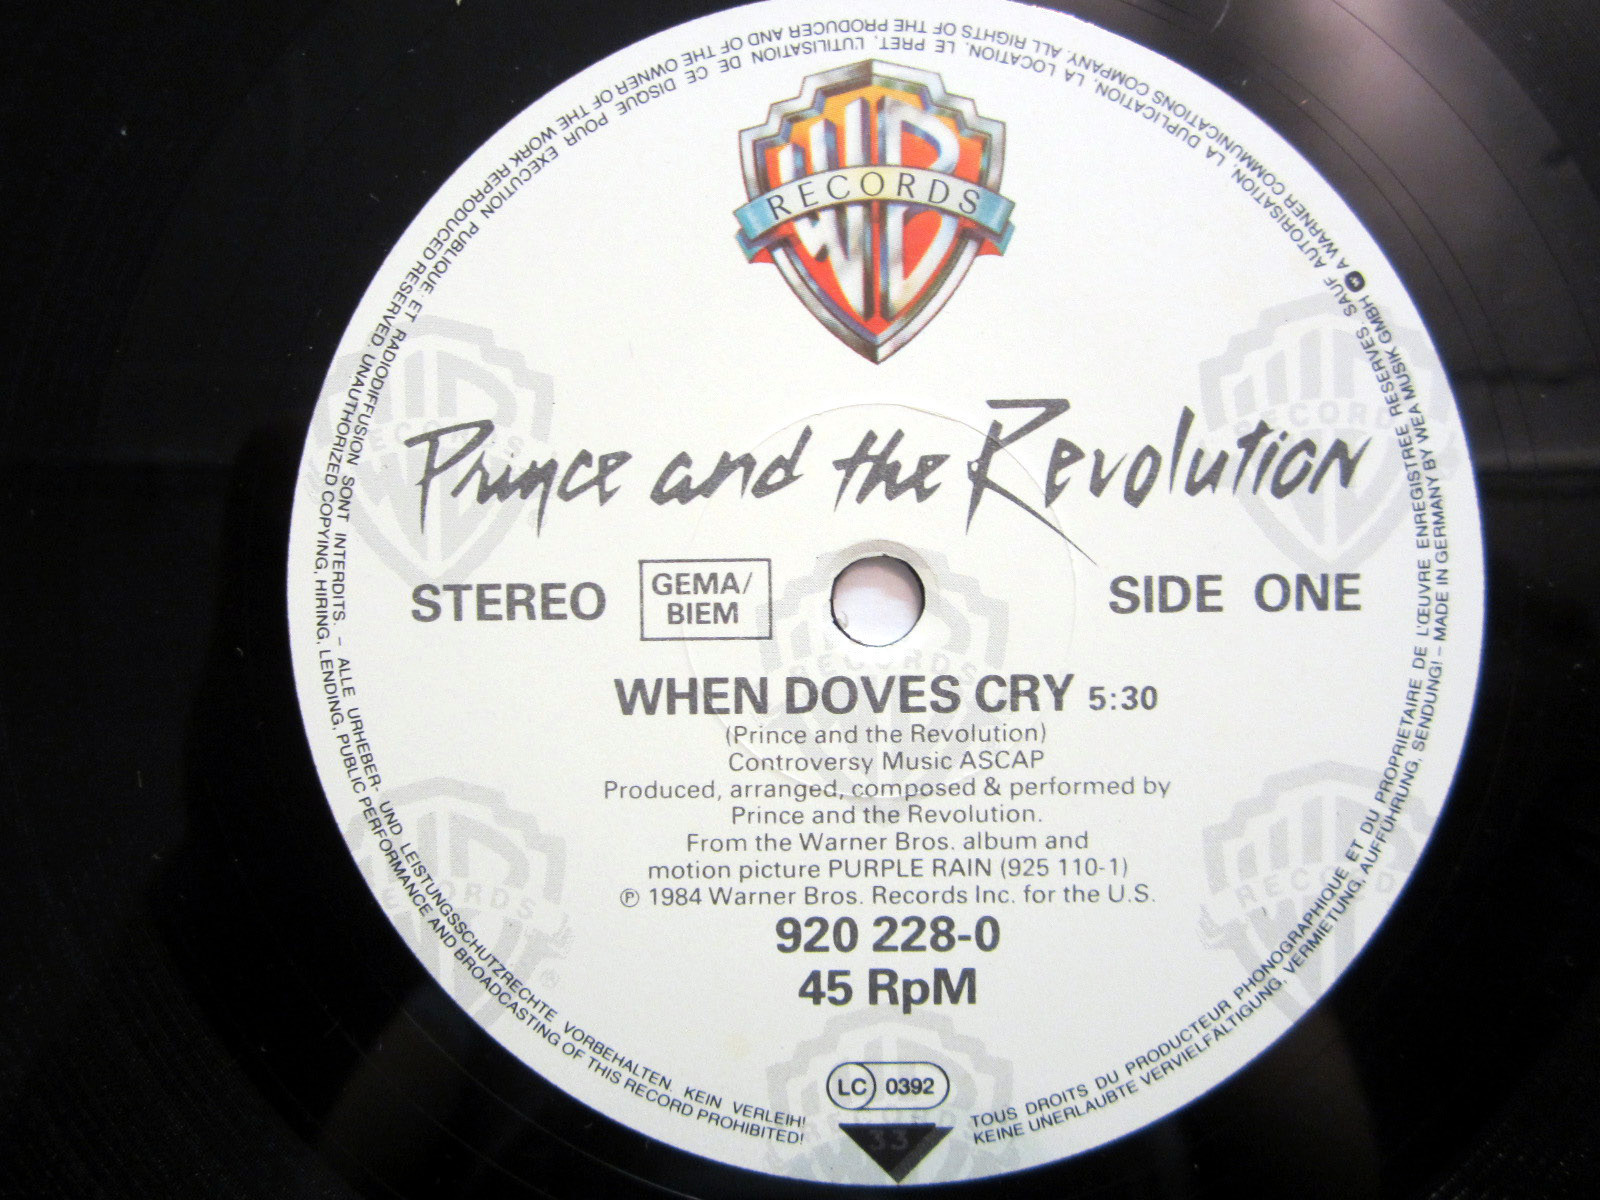 WB
RECORDS
Prince and the Revolution
STEREO
GEMA/
BIEM
SIDE ONE
WHEN DOVES CRY 5:30
(Prince and the Revolution)
Controversy Music ASCAP
Produced, arranged, composed & performed by
Prince and the Revolution.
From the Warner Bros. album and
motion picture PURPLE RAIN (925 110-1)
℗ 1984 Warner Bros. Records Inc. for the U.S.
920 228-0
45 RpM
LC 0392
33
TOUS DROITS DU PRODUCTEUR PHONOGRAPHIQUE ET DU PROPRIETAIRE DE L'ŒUVRE ENREGISTREE RESERVES. SAUF AUTORISATION, LA DUPLICATION, LA LOCATION, LE PRET, L'UTILISATION DE CE DISQUE POUR EXECUTION PUBLIQUE ET RADIODIFFUSION SONT INTERDITS. – ALLE URHEBER- UND LEISTUNGSSCHUTZRECHTE VORBEHALTEN. KEIN VERLEIH!
KEINE UNERLAUBTE VERVIELFÄLTIGUNG, VERMIETUNG, AUFFÜHRUNG, SENDUNG! – MADE IN GERMANY BY WEA MUSIK GMBH A WARNER COMMUNICATIONS COMPANY. ALL RIGHTS OF THE PRODUCER AND OF THE OWNER OF THE WORK REPRODUCED RESERVED. UNAUTHORIZED COPYING, HIRING, LENDING, PUBLIC PERFORMANCE AND BROADCASTING OF THIS RECORD PROHIBITED!